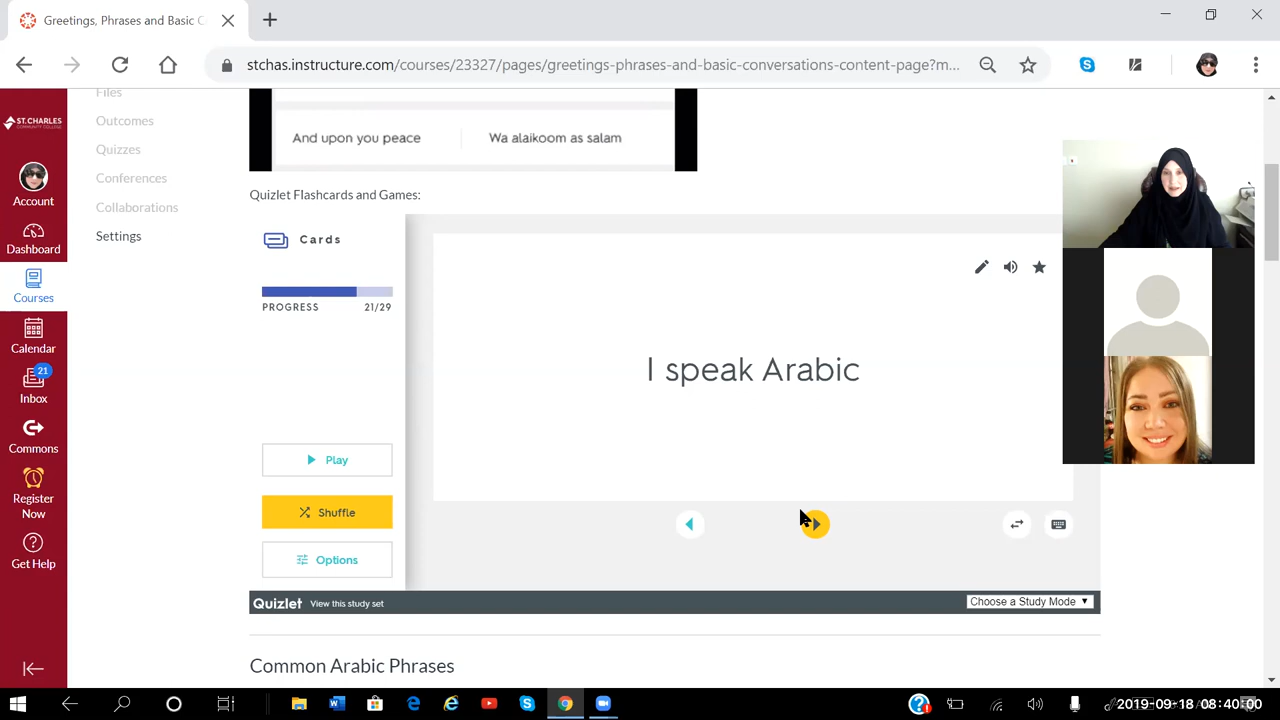 Greetings, Phrases and Basic C
stchas.instructure.com/courses/23327/pages/greetings-phrases-and-basic-conversations-content-page?m...
ST. CHARLES
COMMUNITY COLLEGE
Account
Dashboard
Courses
Calendar
21
Inbox
Commons
Register
Now
Get Help
Files
Outcomes
Quizzes
Conferences
Collaborations
Settings
And upon you peace Wa alaikoom as salam
Quizlet Flashcards and Games:
Cards
PROGRESS 21/29
Play
Shuffle
Options
I speak Arabic
Quizlet View this study set
Choose a Study Mode
Common Arabic Phrases
2019-09-18 08:40:00